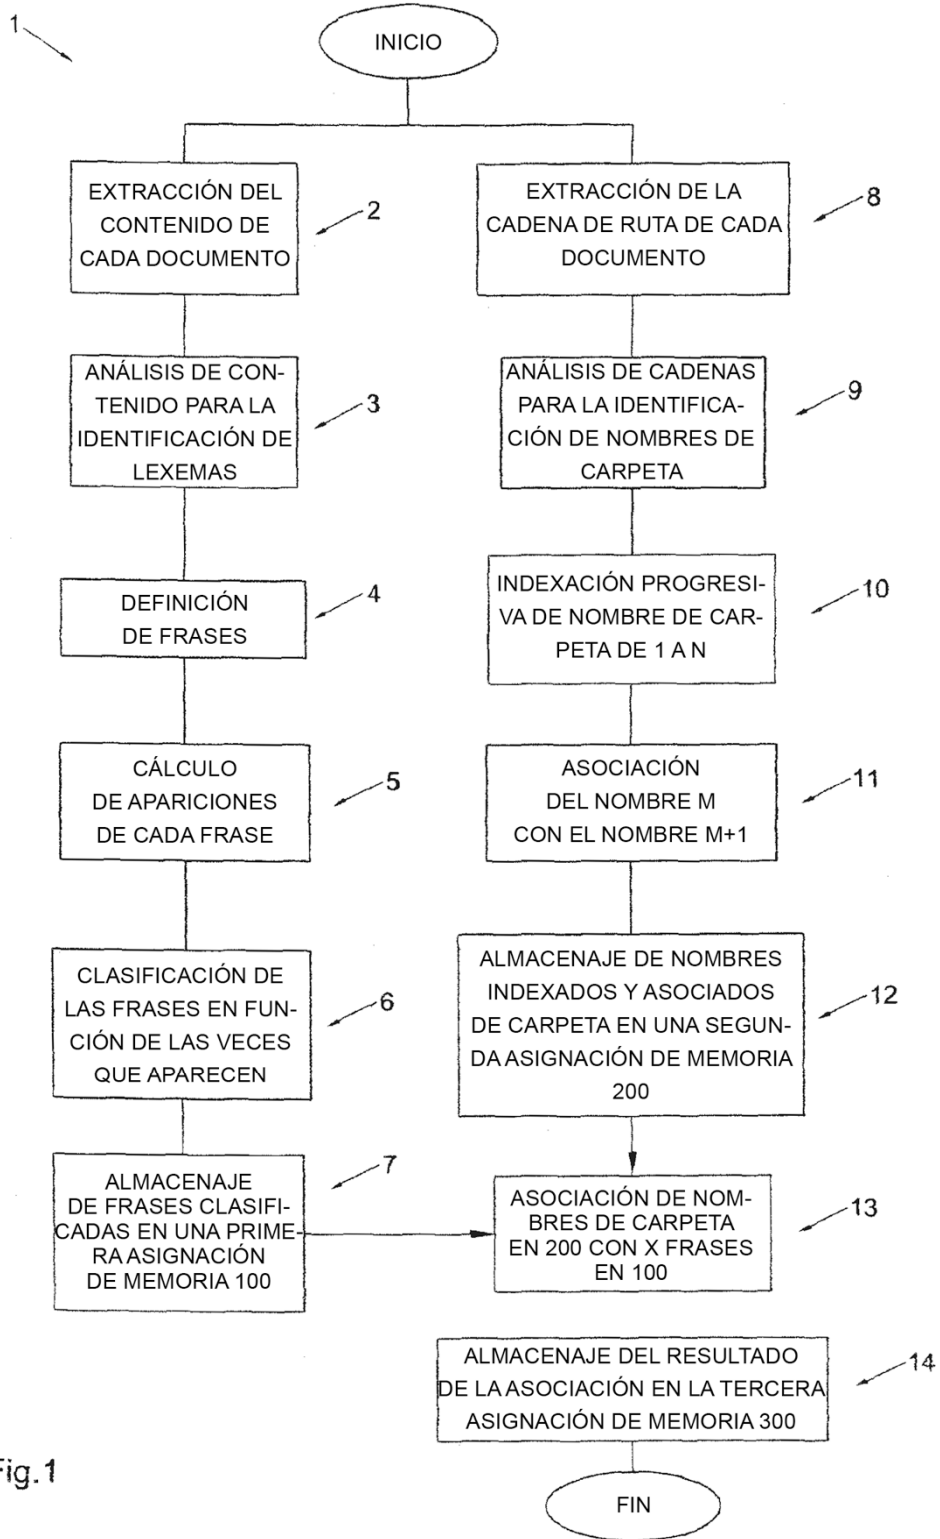 1
INICIO
EXTRACCIÓN DEL
CONTENIDO DE
CADA DOCUMENTO
2
EXTRACCIÓN DE LA
CADENA DE RUTA DE CADA
DOCUMENTO
8
ANÁLISIS DE CON-
TENIDO PARA LA
IDENTIFICACIÓN DE
LEXEMAS
3
ANÁLISIS DE CADENAS
PARA LA IDENTIFICA-
CIÓN DE NOMBRES DE
CARPETA
9
DEFINICIÓN
DE FRASES
4
INDEXACIÓN PROGRESI-
VA DE NOMBRE DE CAR-
PETA DE 1 A N
10
CÁLCULO
DE APARICIONES
DE CADA FRASE
5
ASOCIACIÓN
DEL NOMBRE M
CON EL NOMBRE M+1
11
CLASIFICACIÓN DE
LAS FRASES EN FUN-
CIÓN DE LAS VECES
QUE APARECEN
6
ALMACENAJE DE NOMBRES
INDEXADOS Y ASOCIADOS
DE CARPETA EN UNA SEGUN-
DA ASIGNACIÓN DE MEMORIA
200
12
ALMACENAJE
DE FRASES CLASIFI-
CADAS EN UNA PRIME-
RA ASIGNACIÓN
DE MEMORIA 100
7
ASOCIACIÓN DE NOM-
BRES DE CARPETA
EN 200 CON X FRASES
EN 100
13
ALMACENAJE DEL RESULTADO
DE LA ASOCIACIÓN EN LA TERCERA
ASIGNACIÓN DE MEMORIA 300
14
Fig.1
FIN